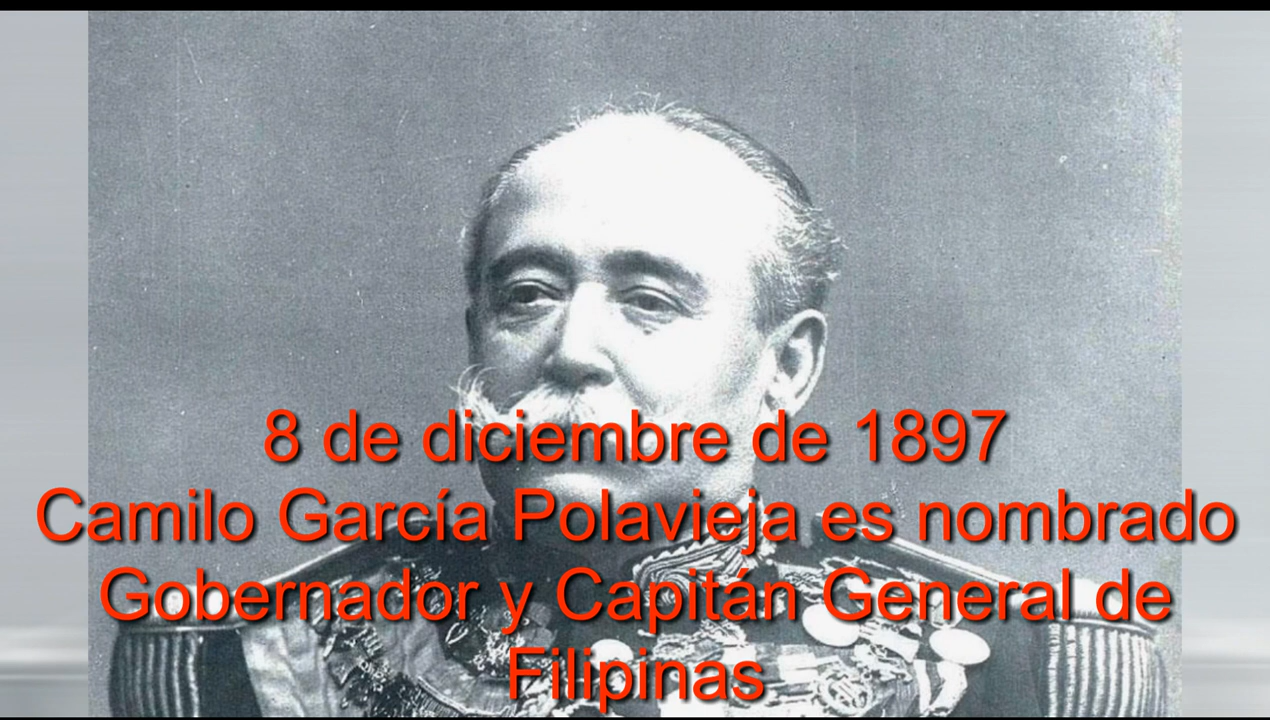 8 de diciembre de 1897
Camilo García Polavieja es nombrado
Gobernador y Capitán General de
Filipinas